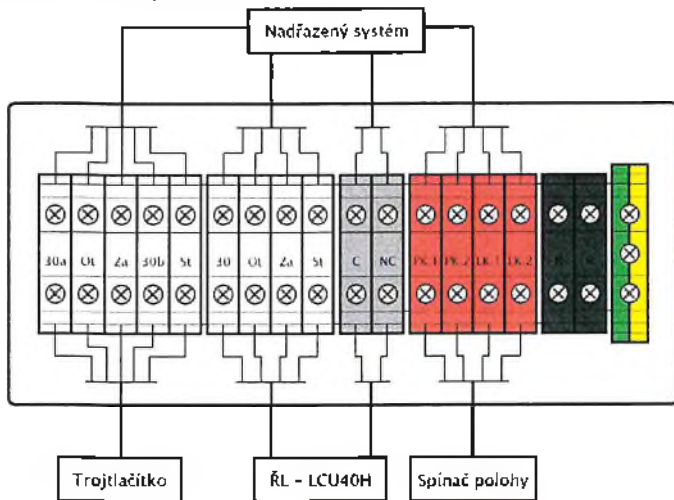 Nadřazený systém
30a Ot Za 30b St 30 Ot Za St C NC PK 1 PK 2 LK 1 LK 2
Trojtlačítko ŘL - LCU40H Spínač polohy